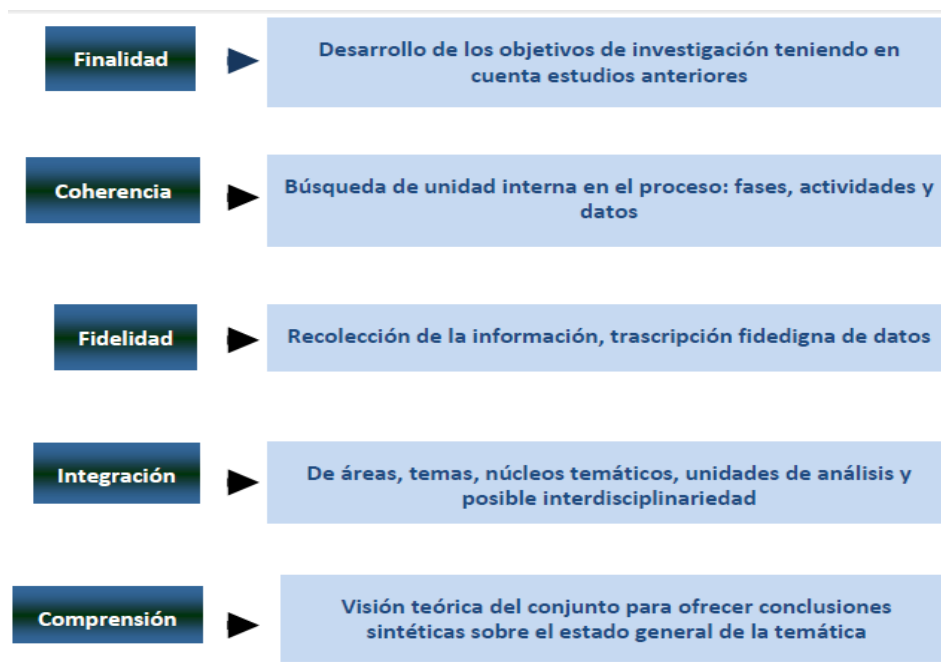 Finalidad
Desarrollo de los objetivos de investigación teniendo en
cuenta estudios anteriores
Coherencia
Búsqueda de unidad interna en el proceso: fases, actividades y
datos
Fidelidad
Recolección de la información, trascripción fidedigna de datos
Integración
De áreas, temas, núcleos temáticos, unidades de análisis y
posible interdisciplinariedad
Comprensión
Visión teórica del conjunto para ofrecer conclusiones
sintéticas sobre el estado general de la temática